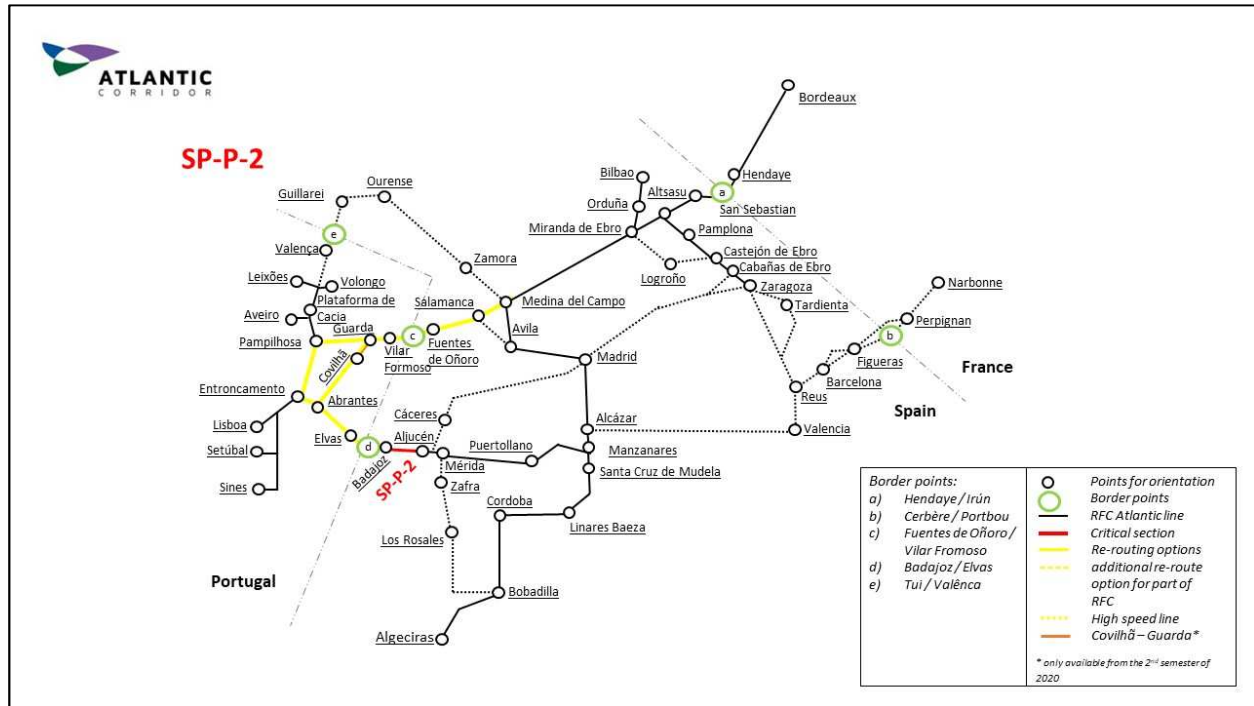 ATLANTIC
CORRIDOR
SP-P-2
Bordeaux
Hendaye
Bilbao
Altsasu
a
Orduña
San Sebastian
Ourense
Guillarei
Miranda de Ebro
Pamplona
e
Valença
Castejón de Ebro
Zamora
Logroño
Cabañas de Ebro
Leixões
Volongo
Zaragoza
Narbonne
Plataforma de
Cacia
Salamanca
Medina del Campo
Tardienta
Aveiro
Guarda
c
Perpignan
Pampilhosa
Vilar
Formoso
Fuentes
de Oñoro
Avila
b
Covilhã
Madrid
Figueras
France
Barcelona
Entroncamento
Abrantes
Reus
Spain
Cáceres
Alcázar
Lisboa
Elvas
d
Aljucén
Puertollano
Valencia
Setúbal
Badajoz
SP-P-2
Mérida
Manzanares
Santa Cruz de Mudela
Sines
Zafra
Cordoba
Linares Baeza
Los Rosales
Portugal
Bobadilla
Algeciras
Border points:
a) Hendaye / Irún
b) Cerbère / Portbou
c) Fuentes de Oñoro /
Vilar Fromoso
d) Badajoz / Elvas
e) Tui / Valênca
Points for orientation
Border points
RFC Atlantic line
Critical section
Re-routing options
additional re-route
option for part of
RFC
High speed line
Covilhã – Guarda*
* only available from the 2nd semester of
2020